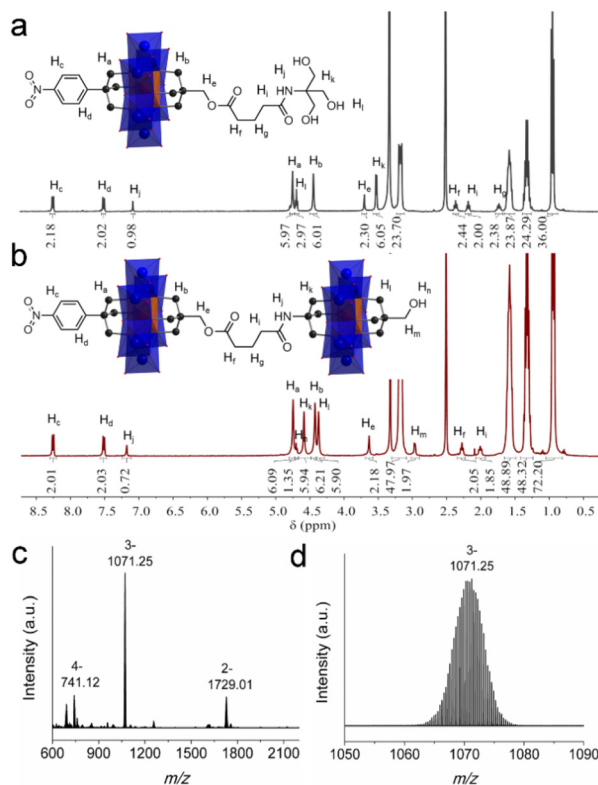 a
Hc
Ha
Hb
He
Hi
Hj
Hk
Hl
O2N
Hd
O
O
O
N
H
OH
OH
OH
Hf
Hg
Hc
Hd
Hj
Ha
Hl
Hb
He
Hk
Hf
Hi
Hg
2.18
2.02
0.98
5.97
2.97
6.01
2.30
6.05
23.70
2.44
2.00
2.38
23.87
24.29
36.00
b
Hc
Ha
Hb
He
Hi
Hj
Hk
Hl
OH
Hn
Hm
Hd
O
O
O
N
H
Hf
Hg
Hc
Hd
Hj
Ha
Hk
Hb
Hl
He
Hm
Hf
Hi
2.01
2.03
0.72
6.09
1.35
5.94
6.21
5.90
2.18
47.97
1.97
2.05
1.85
48.89
48.32
72.20
8.5 8.0 7.5 7.0 6.5 6.0 5.5 5.0 4.5 4.0 3.5 3.0 2.5 2.0 1.5 1.0 0.5
δ (ppm)
c
3-
1071.25
4-
741.12
2-
1729.01
Intensity (a.u.)
600 1200 1800 2400
m/z
d
3-
1071.25
Intensity (a.u.)
1050 1060 1070 1080 1090
m/z